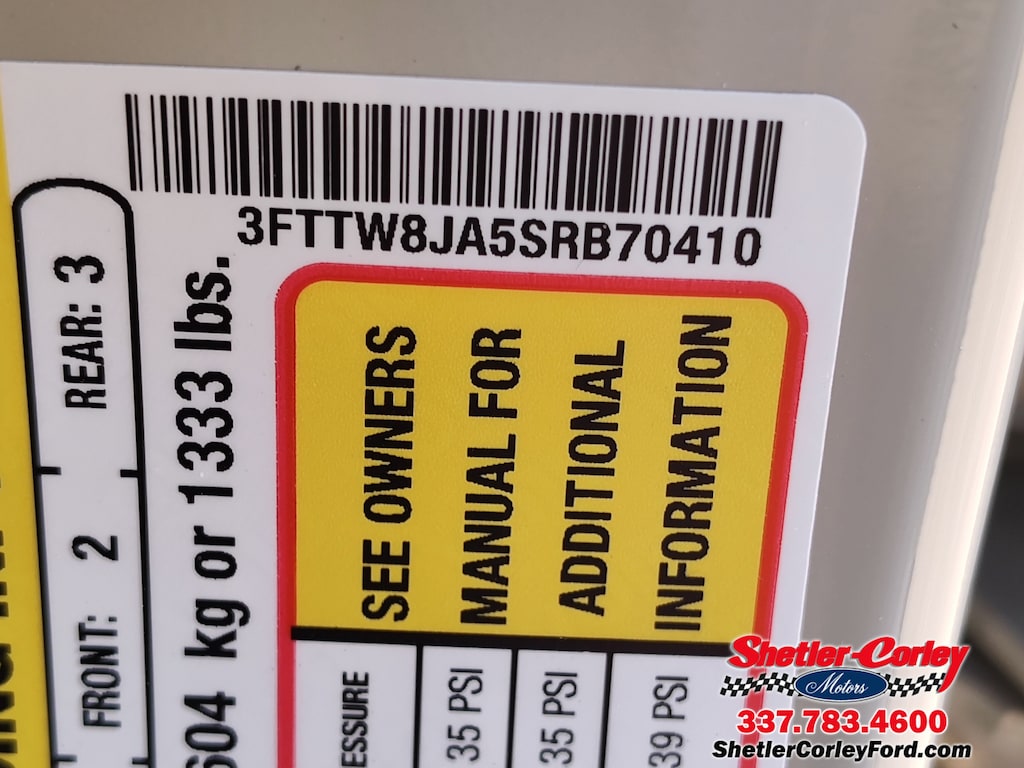 3FTTW8JA5SRB70410
REAR: 3
FRONT: 2
604 kg or 1333 lbs.
SEE OWNERS
MANUAL FOR
ADDITIONAL
INFORMATION
35 PSI
35 PSI
39 PSI
Shetler-Corley
Motors
337.783.4600
ShetlerCorleyFord.com